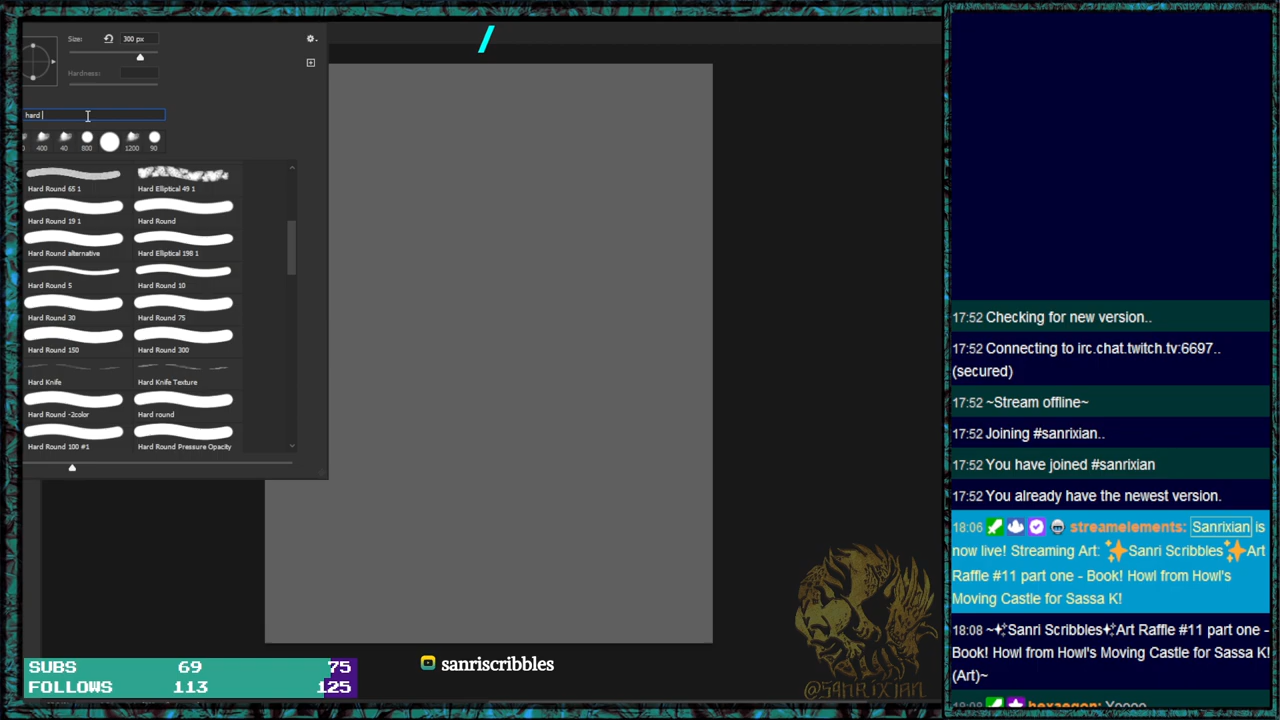 Size: 300 px
Hardness:
hard
400 40 800 1200 90
Hard Round 65 1 Hard Elliptical 49 1
Hard Round 19 1 Hard Round
Hard Round alternative Hard Elliptical 198 1
Hard Round 5 Hard Round 10
Hard Round 30 Hard Round 75
Hard Round 150 Hard Round 300
Hard Knife Hard Knife Texture
Hard Round -2color Hard round
Hard Round 100 #1 Hard Round Pressure Opacity
SUBS 69 75
FOLLOWS 113 125
sanriscribbles
@SANRIXIAN
17:52 Checking for new version..
17:52 Connecting to irc.chat.twitch.tv:6697..
(secured)
17:52 ~Stream offline~
17:52 Joining #sanrixian..
17:52 You have joined #sanrixian
17:52 You already have the newest version.
18:06 streamelements: Sanrixian is
now live! Streaming Art: ✨Sanri Scribbles✨Art
Raffle #11 part one - Book! Howl from Howl's
Moving Castle for Sassa K!
18:08 ~✨Sanri Scribbles✨Art Raffle #11 part one -
Book! Howl from Howl's Moving Castle for Sassa K!
(Art)~
18:08 hexaegon: Yoooo